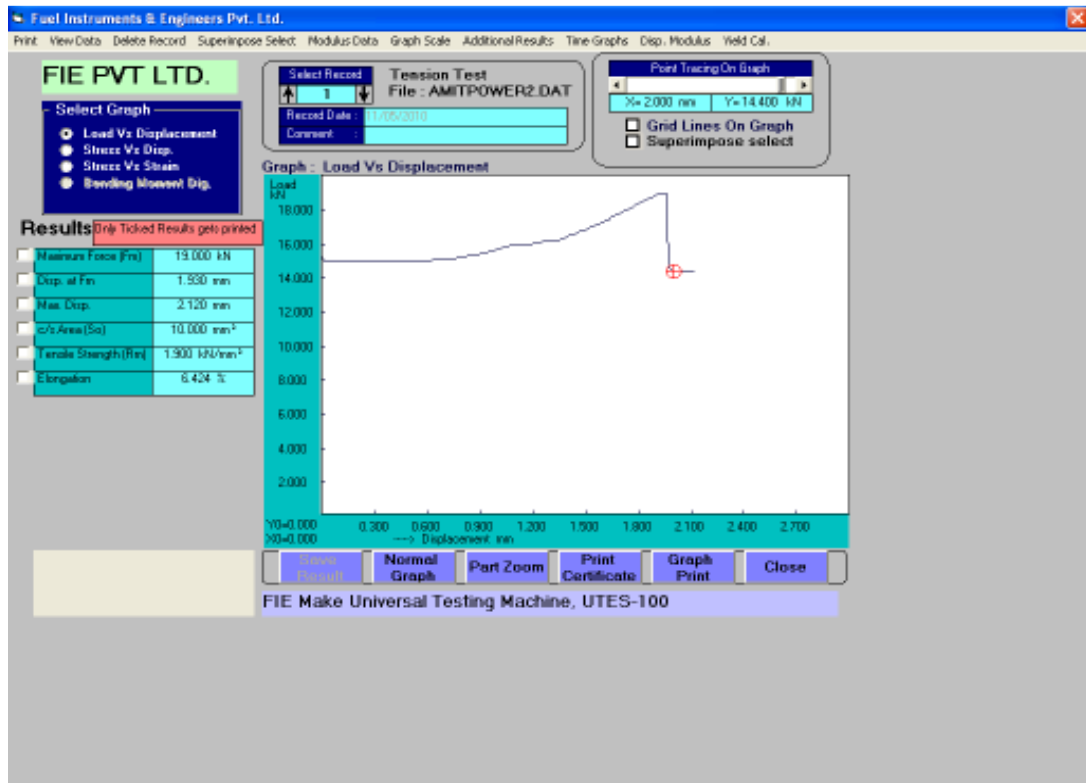 Fuel Instruments & Engineers Pvt. Ltd.
Print View Data Delete Record Superimpose Select Modulus Data Graph Scale Additional Results Time Graphs Disp. Modulus Yield Cal.
FIE PVT LTD.
Select Graph
Load Vs Displacement
Stress Vs Disp.
Stress Vs Strain
Bending Moment Dig.
Select Record
1
Tension Test
File : AMITPOWER2.DAT
Record Date : 11/05/2010
Comment :
Point Tracing On Graph
X= 2.000 mm Y= 14.400 kN
Grid Lines On Graph
Superimpose select
Results Only Ticked Results gets printed
Maximum Force (Fm) 19.000 kN
Disp. at Fm 1.930 mm
Max. Disp. 2.120 mm
c/s Area (So) 10.000 mm²
Tensile Strength (Rm) 1.900 kN/mm²
Elongation 6.424 %
Graph : Load Vs Displacement
Load
kN
18.000
16.000
14.000
12.000
10.000
8.000
6.000
4.000
2.000
Y0=0.000
X0=0.000
0.300 0.600 0.900 1.200 1.500 1.800 2.100 2.400 2.700
---> Displacement mm
Save Result
Normal Graph
Part Zoom
Print Certificate
Graph Print
Close
FIE Make Universal Testing Machine, UTES-100